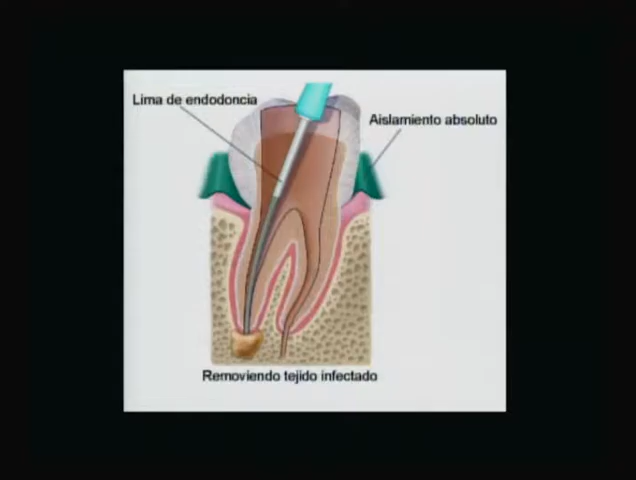 Lima de endodoncia
Aislamiento absoluto
Removiendo tejido infectado